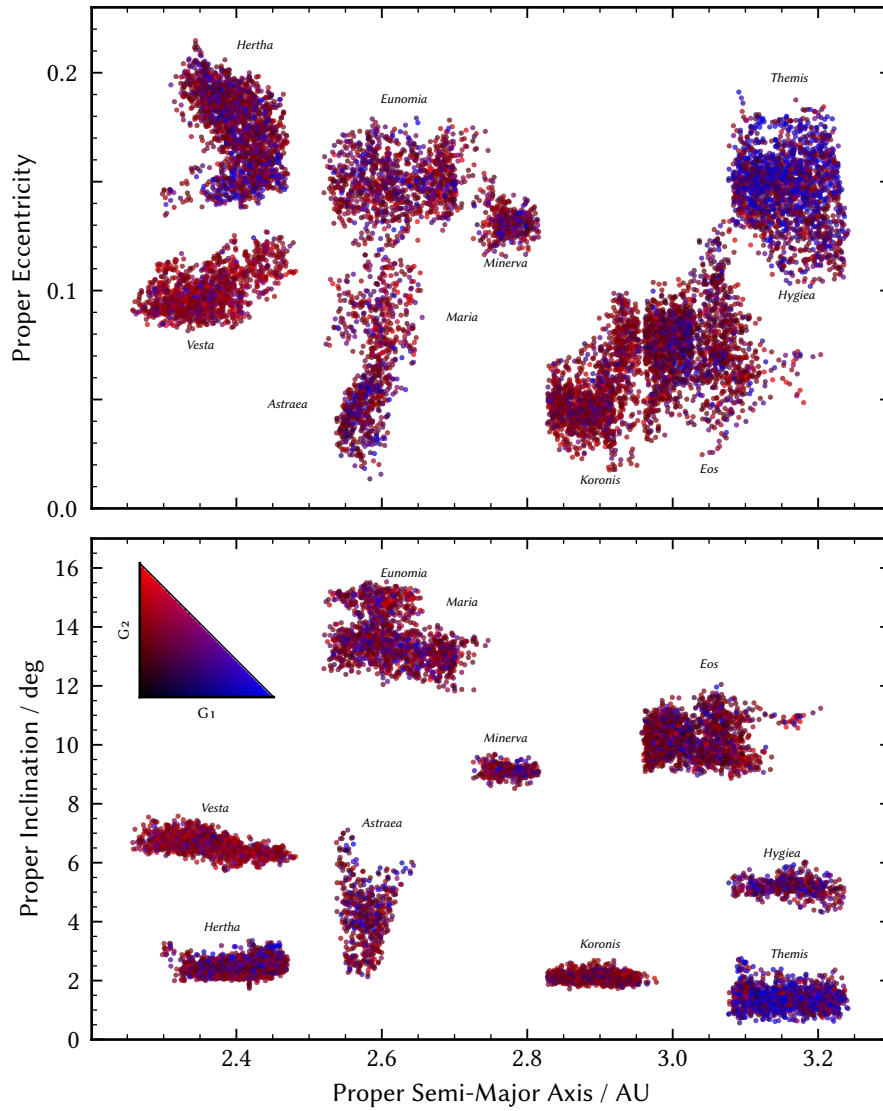 Hertha
Themis
0.2
Eunomia
Proper Eccentricity
Minerva
0.1
Hygiea
Maria
Vesta
Astraea
Koronis
Eos
0.0
16
Eunomia
Maria
14
G2
12
Eos
G1
10
Minerva
8
Proper Inclination / deg
Vesta
Astraea
6
Hygiea
4
Hertha
Koronis
Themis
2
0
2.4
2.6
2.8
3.0
3.2
Proper Semi-Major Axis / AU